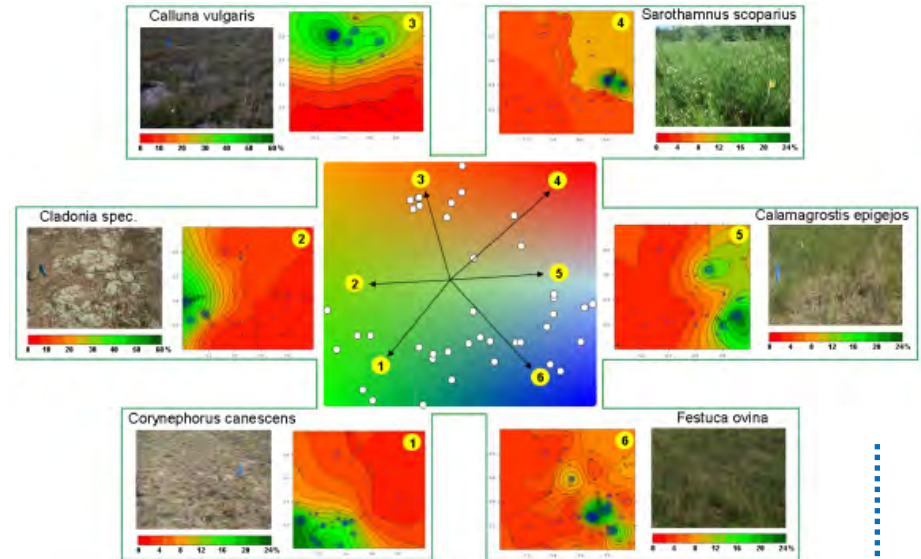 Calluna vulgaris
3
0 10 20 30 40 50 60%
4
Sarothamnus scoparius
0 4 8 12 16 20 24%
Cladonia spec.
2
0 10 20 30 40 50 60%
3
4
2
5
1
6
5
Calamagrostis epigejos
0 4 8 12 16 20 24%
Corynephorus canescens
1
0 4 8 12 16 20 24%
6
Festuca ovina
0 4 8 12 16 20 24%